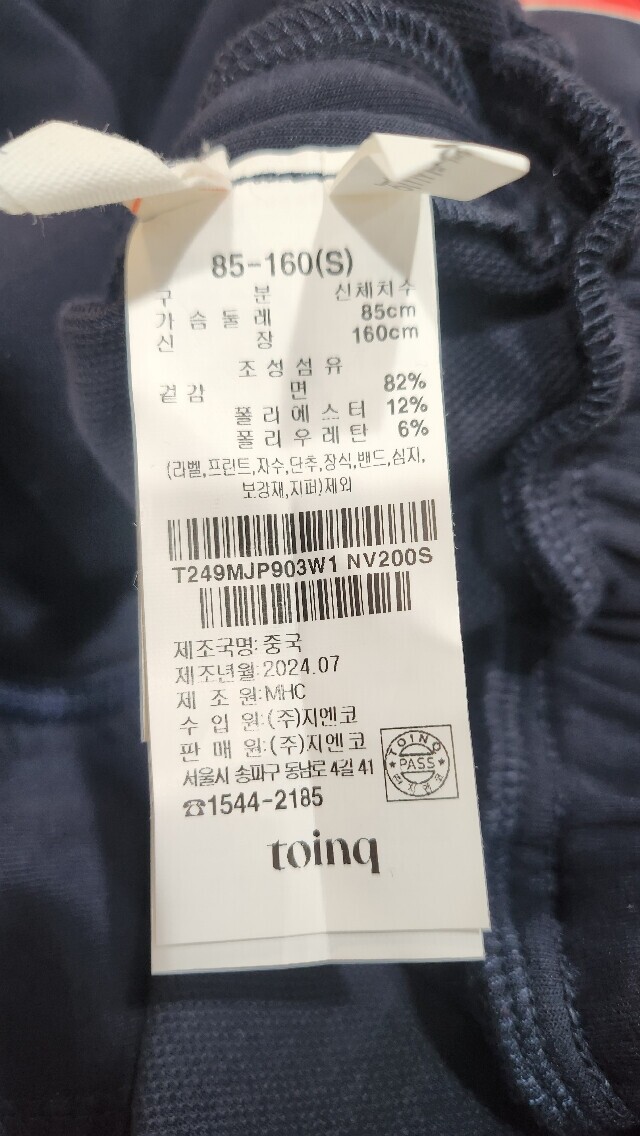 85-160(S)
구 분 신체치수
가 슴 둘 레 85cm
신 장 160cm
조 성 섬 유
겉감 면 82%
폴 리 에 스 터 12%
폴 리 우 레 탄 6%
(라벨,프린트,자수,단추,장식,밴드,심지,
보강재,지퍼)제외
T249MJP903W1 NV200S
제조국명:중국
제조년월:2024.07
제 조 원:MHC
수 입 원:(주)지엔코
판 매 원:(주)지엔코
서울시 송파구 동남로 4길 41
☎1544-2185
TOINQ
PASS
toinq